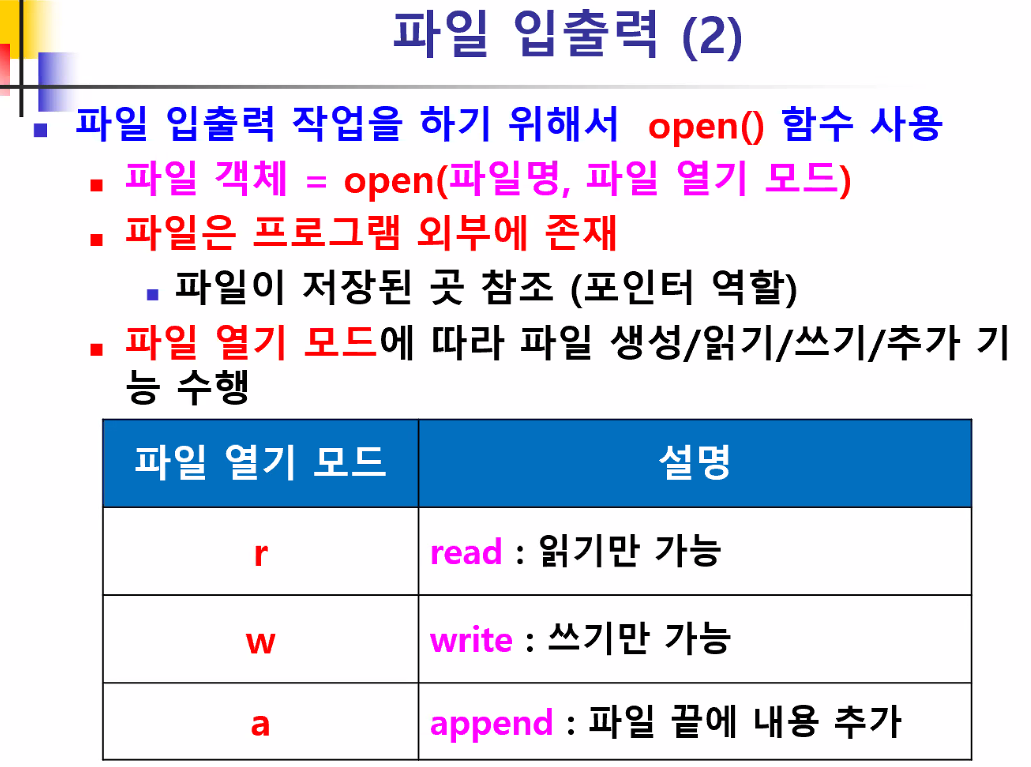 파일 입출력 (2)
파일 입출력 작업을 하기 위해서 open() 함수 사용
파일 객체 = open(파일명, 파일 열기 모드)
파일은 프로그램 외부에 존재
파일이 저장된 곳 참조 (포인터 역할)
파일 열기 모드에 따라 파일 생성/읽기/쓰기/추가 기
능 수행
파일 열기 모드 설명
r read : 읽기만 가능
w write : 쓰기만 가능
a append : 파일 끝에 내용 추가